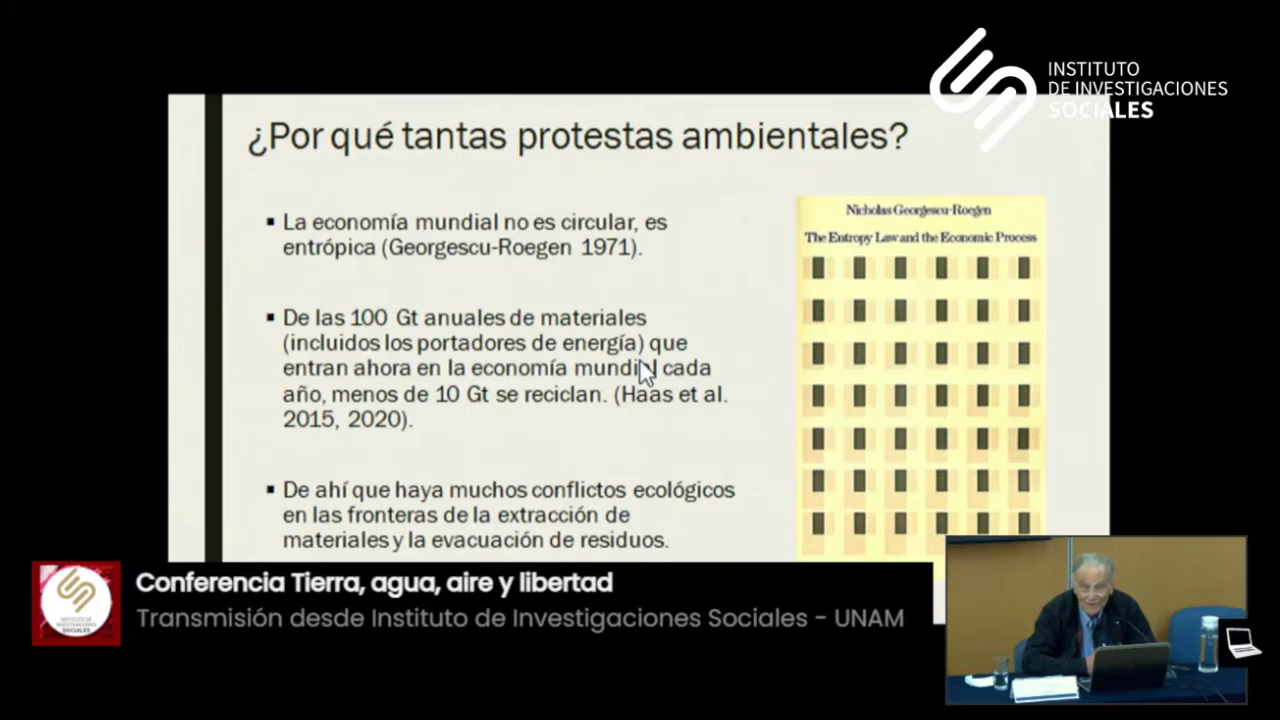 INSTITUTO
DE INVESTIGACIONES
SOCIALES
¿Por qué tantas protestas ambientales?
▪ La economía mundial no es circular, es
entrópica (Georgescu-Roegen 1971).
▪ De las 100 Gt anuales de materiales
(incluidos los portadores de energía) que
entran ahora en la economía mundial cada
año, menos de 10 Gt se reciclan. (Haas et al.
2015, 2020).
▪ De ahí que haya muchos conflictos ecológicos
en las fronteras de la extracción de
materiales y la evacuación de residuos.
Nicholas Georgescu-Roegen
The Entropy Law and the Economic Process
INSTITUTO
DE INVESTIGACIONES
SOCIALES
Conferencia Tierra, agua, aire y libertad
Transmisión desde Instituto de Investigaciones Sociales - UNAM